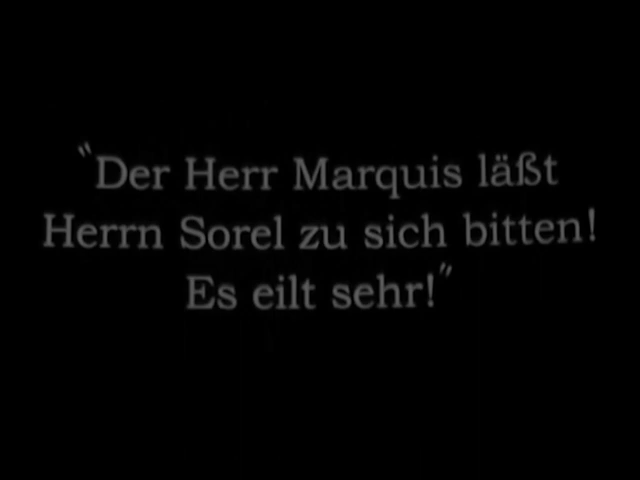 "Der Herr Marquis läßt
Herrn Sorel zu sich bitten!
Es eilt sehr!"